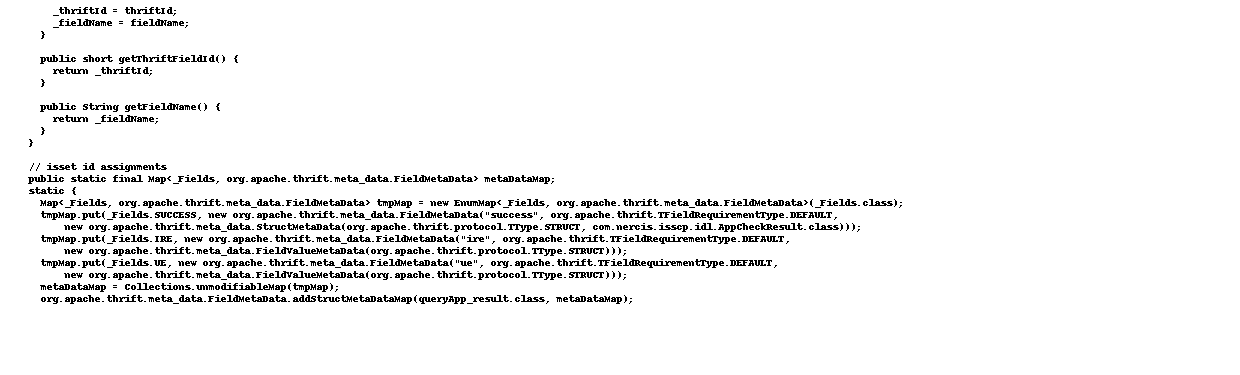 _thriftId = thriftId;
_fieldName = fieldName;
}
public short getThriftFieldId() {
return _thriftId;
}
public String getFieldName() {
return _fieldName;
}
}
// isset id assignments
public static final Map<_Fields, org.apache.thrift.meta_data.FieldMetaData> metaDataMap;
static {
Map<_Fields, org.apache.thrift.meta_data.FieldMetaData> tmpMap = new EnumMap<_Fields, org.apache.thrift.meta_data.FieldMetaData>(_Fields.class);
tmpMap.put(_Fields.SUCCESS, new org.apache.thrift.meta_data.FieldMetaData("success", org.apache.thrift.TFieldRequirementType.DEFAULT,
new org.apache.thrift.meta_data.StructMetaData(org.apache.thrift.protocol.TType.STRUCT, com.nercis.isscp.idl.AppCheckResult.class)));
tmpMap.put(_Fields.IRE, new org.apache.thrift.meta_data.FieldMetaData("ire", org.apache.thrift.TFieldRequirementType.DEFAULT,
new org.apache.thrift.meta_data.FieldValueMetaData(org.apache.thrift.protocol.TType.STRUCT)));
tmpMap.put(_Fields.UE, new org.apache.thrift.meta_data.FieldMetaData("ue", org.apache.thrift.TFieldRequirementType.DEFAULT,
new org.apache.thrift.meta_data.FieldValueMetaData(org.apache.thrift.protocol.TType.STRUCT)));
metaDataMap = Collections.unmodifiableMap(tmpMap);
org.apache.thrift.meta_data.FieldMetaData.addStructMetaDataMap(queryApp_result.class, metaDataMap);